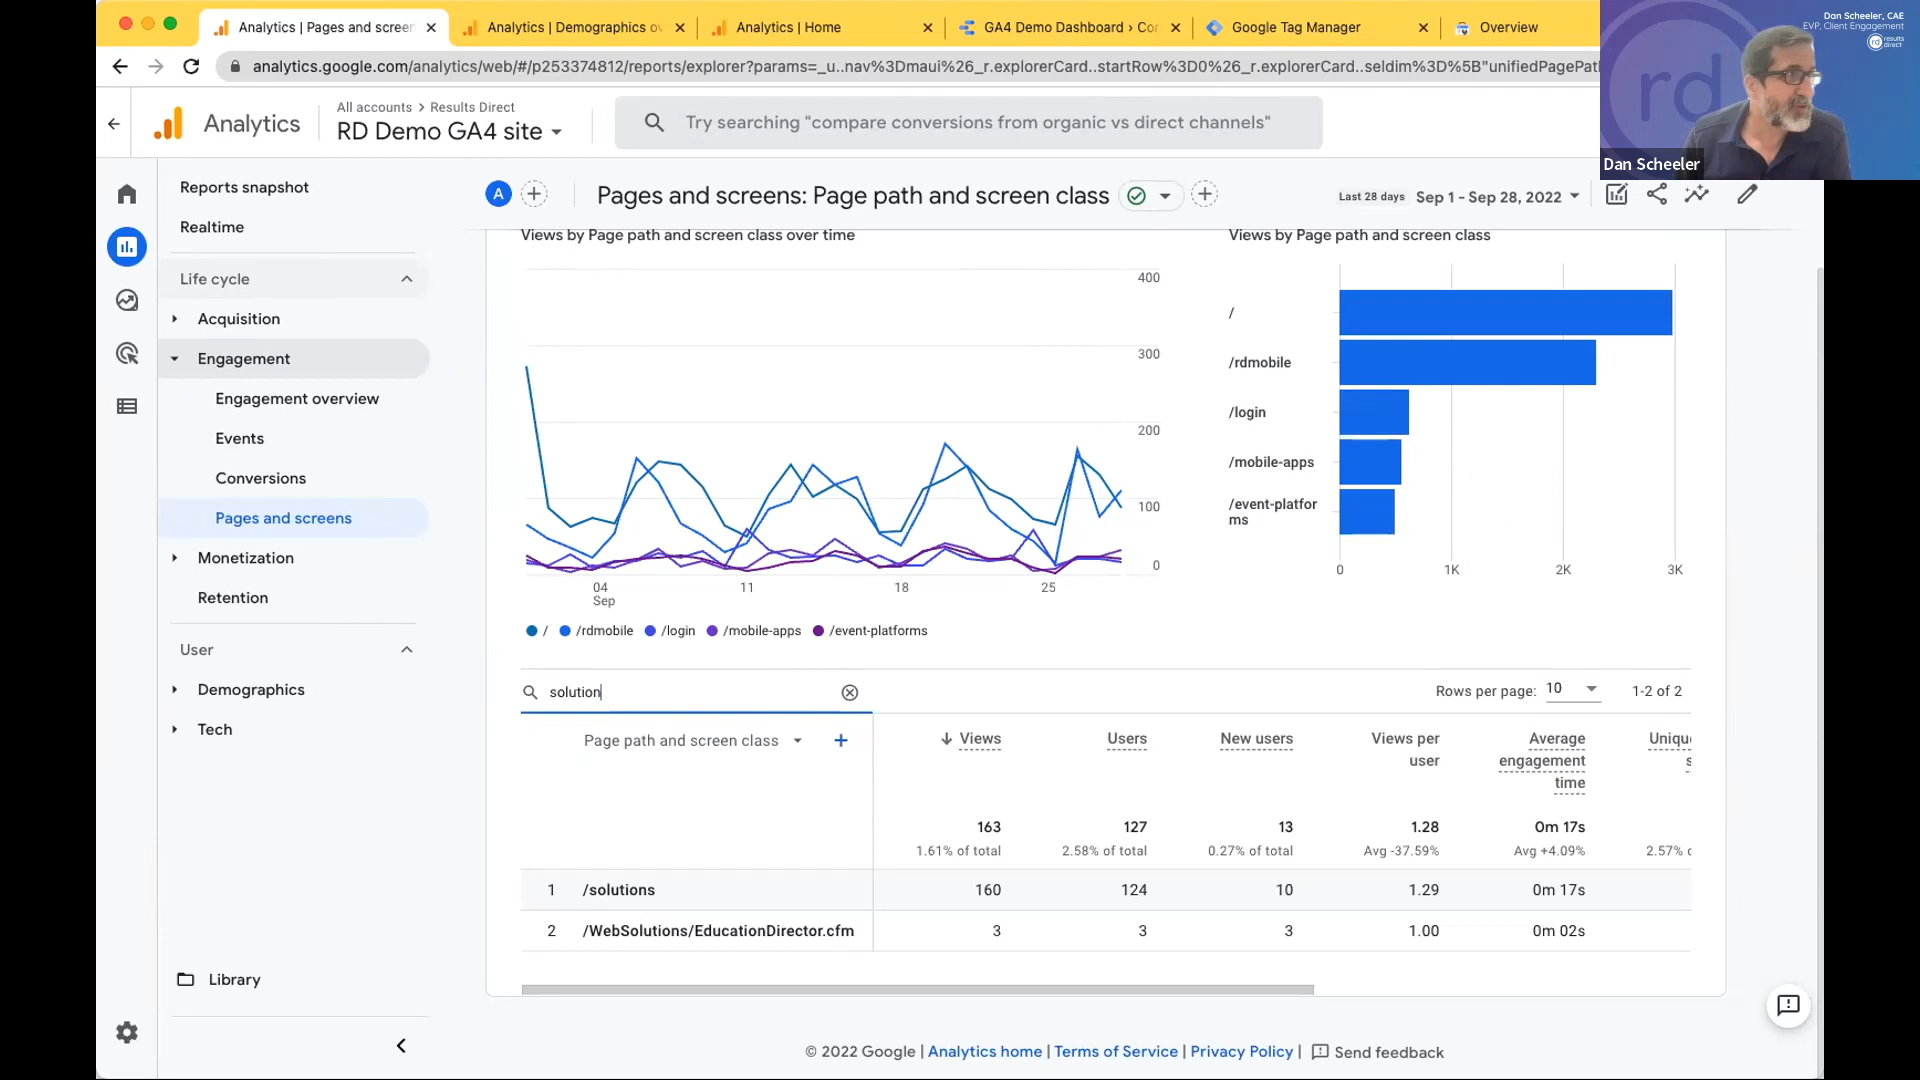 Analytics | Pages and screen
Analytics | Demographics ov
Analytics | Home
GA4 Demo Dashboard › Cor
Google Tag Manager
Overview
analytics.google.com/analytics/web/#/p253374812/reports/explorer?params=_u..nav%3Dmaui%26_r.explorerCard..startRow%3D0%26_r.explorerCard..seldim%3D%5B"unifiedPagePath
Dan Scheeler, CAE
EVP, Client Engagement
rd results direct
rd
Dan Scheeler
Analytics
All accounts > Results Direct
RD Demo GA4 site
Try searching "compare conversions from organic vs direct channels"
Reports snapshot
Realtime
Life cycle
Acquisition
Engagement
Engagement overview
Events
Conversions
Pages and screens
Monetization
Retention
User
Demographics
Tech
Library
A
Pages and screens: Page path and screen class
Last 28 days Sep 1 - Sep 28, 2022
Views by Page path and screen class over time
400
300
200
100
0
04
Sep
11
18
25
/ /rdmobile /login /mobile-apps /event-platforms
Views by Page path and screen class
/
/rdmobile
/login
/mobile-apps
/event-platfor
ms
0 1K 2K 3K
solution
Rows per page: 10 1-2 of 2
Page path and screen class
Views
Users
New users
Views per
user
Average
engagement
time
Uniqu
s
163 127 13 1.28 0m 17s
1.61% of total 2.58% of total 0.27% of total Avg -37.59% Avg +4.09% 2.57% o
1 /solutions 160 124 10 1.29 0m 17s
2 /WebSolutions/EducationDirector.cfm 3 3 3 1.00 0m 02s
© 2022 Google | Analytics home | Terms of Service | Privacy Policy | Send feedback